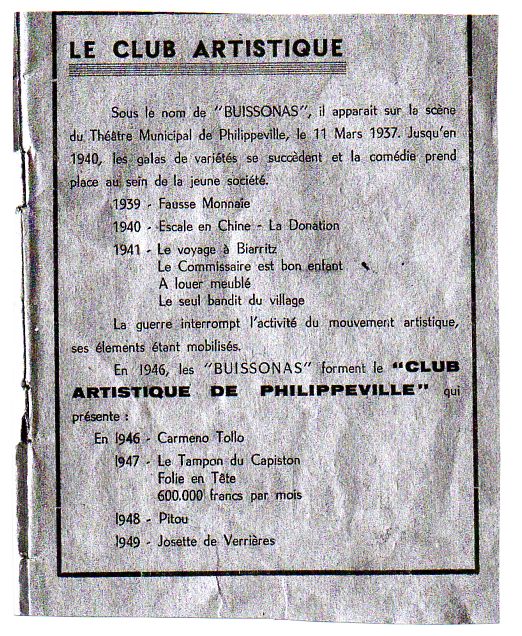 LE CLUB ARTISTIQUE
Sous le nom de "BUISSONAS", il apparait sur la scène
du Théâtre Municipal de Philippeville, le 11 Mars 1937. Jusqu'en
1940, les galas de variétés se succèdent et la comédie prend
place au sein de la jeune société.
1939 - Fausse Monnaie
1940 - Escale en Chine - La Donation
1941 - Le voyage à Biarritz
Le Commissaire est bon enfant
A louer meublé
Le seul bandit du village
La guerre interrompt l'activité du mouvement artistique,
ses élements étant mobilisés.
En 1946, les "BUISSONAS" forment le "CLUB
ARTISTIQUE DE PHILIPPEVILLE" qui
présente :
En 1946 - Carmeno Tollo
1947 - Le Tampon du Capiston
Folie en Tête
600.000 francs par mois
1948 - Pitou
1949 - Josette de Verrières